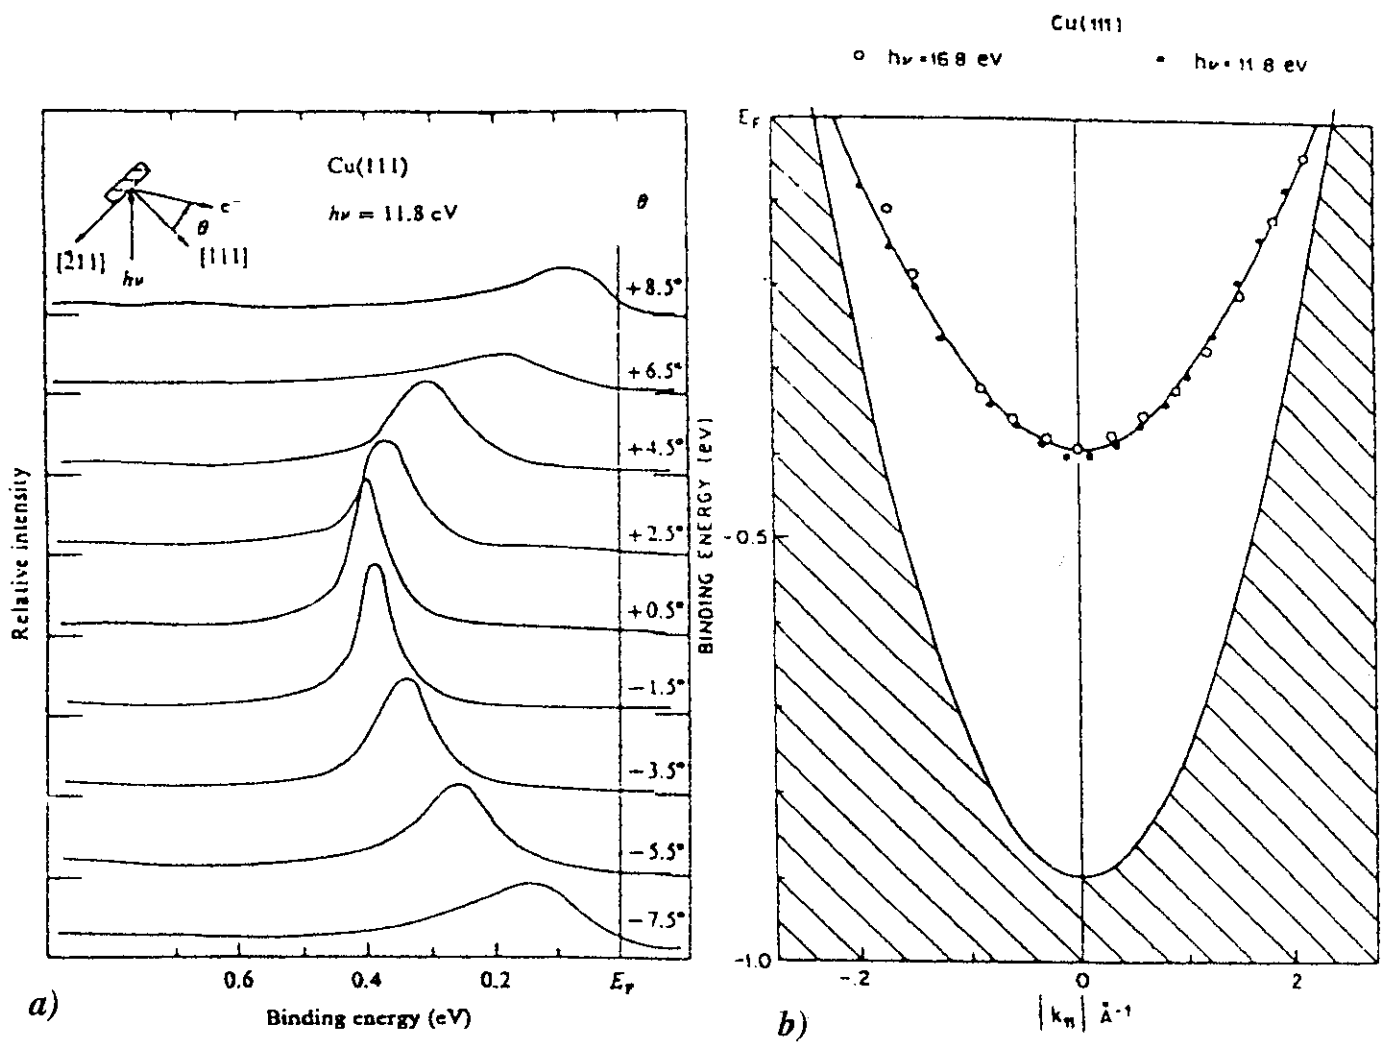 Cu(111)
hν = 11.8 eV
θ
e⁻
θ
[2̄11]
[111]
hν
+8.5°
+6.5°
+4.5°
+2.5°
+0.5°
−1.5°
−3.5°
−5.5°
−7.5°
Relative intensity
0.6
0.4
0.2
E_F
Binding energy (eV)
a)
Cu(111)
hν = 16.8 eV
hν = 11.8 eV
E_F
-0.5
-1.0
BINDING ENERGY (eV)
-.2
0
.2
|k_11| Å⁻¹
b)